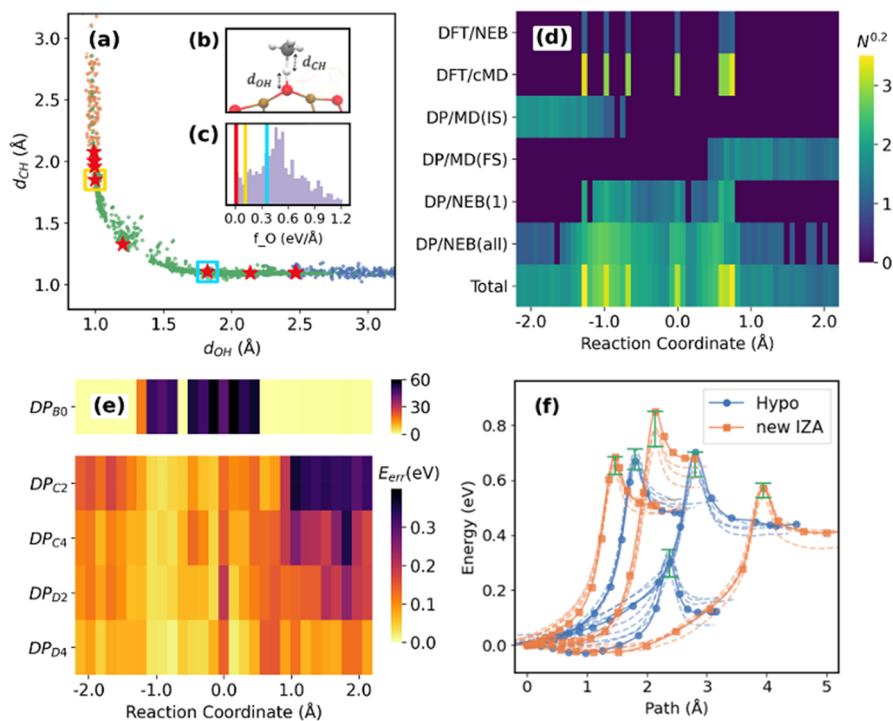 (a)
3.0
2.5
2.0
1.5
1.0
d_CH (Å)
1.0 1.5 2.0 2.5 3.0
d_OH (Å)
(b)
d_CH
d_OH
(c)
0.0 0.3 0.6 0.9 1.2
f_O (eV/Å)
(d)
DFT/NEB
DFT/cMD
DP/MD(IS)
DP/MD(FS)
DP/NEB(1)
DP/NEB(all)
Total
-2.0 -1.0 0.0 1.0 2.0
Reaction Coordinate (Å)
N^0.2
3
2
1
0
(e)
DP_B0
60
30
0
DP_C2
DP_C4
DP_D2
DP_D4
E_err(eV)
0.3
0.2
0.1
0.0
-2.0 -1.0 0.0 1.0 2.0
Reaction Coordinate (Å)
(f)
Hypo
new IZA
0.8
0.6
0.4
0.2
0.0
Energy (eV)
0 1 2 3 4 5
Path (Å)